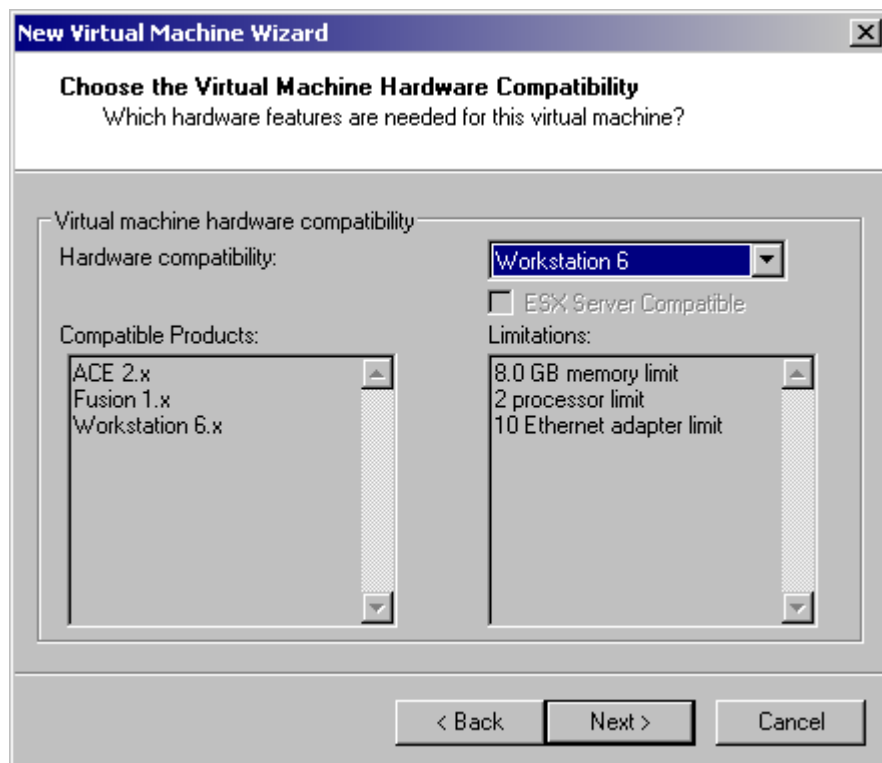 New Virtual Machine Wizard
Choose the Virtual Machine Hardware Compatibility
Which hardware features are needed for this virtual machine?
Virtual machine hardware compatibility
Hardware compatibility:
Workstation 6
ESX Server Compatible
Compatible Products:
ACE 2.x
Fusion 1.x
Workstation 6.x
Limitations:
8.0 GB memory limit
2 processor limit
10 Ethernet adapter limit
< Back
Next >
Cancel